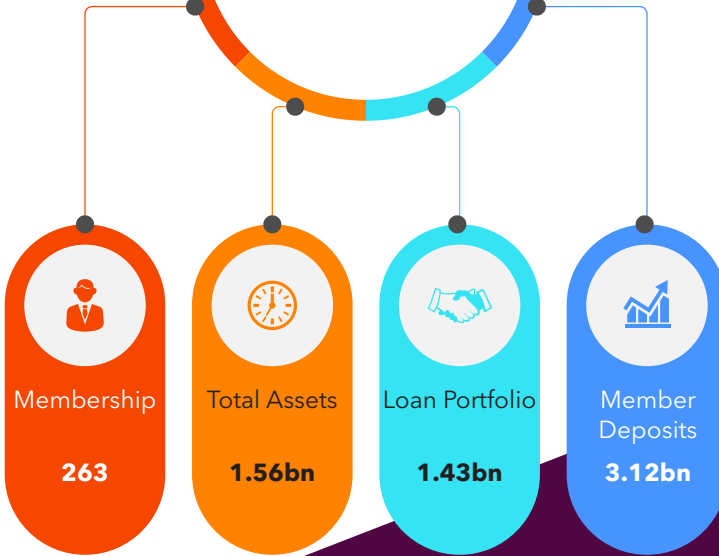 Membership
263
Total Assets
1.56bn
Loan Portfolio
1.43bn
Member
Deposits
3.12bn